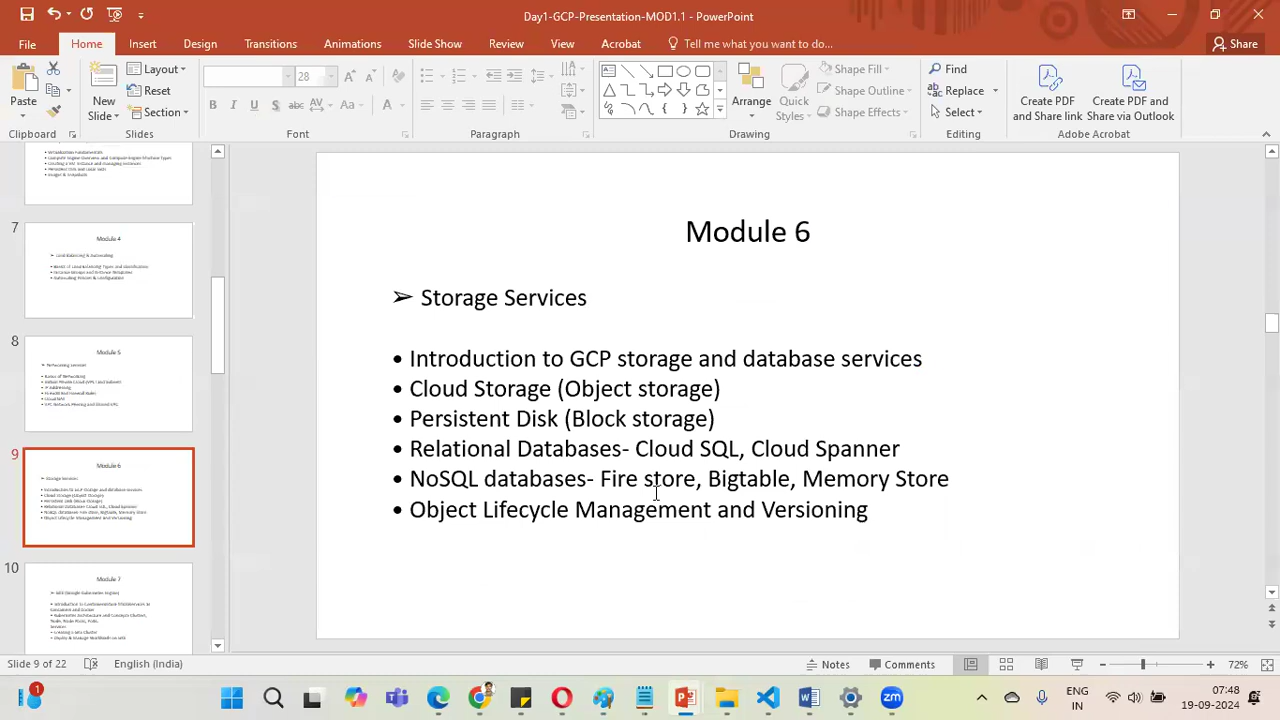 Day1-GCP-Presentation-MOD1.1 - PowerPoint
File Home Insert Design Transitions Animations Slide Show Review View Acrobat Tell me what you want to do... Share
Paste
New
Slide
Layout
Reset
Section
28
Arrange
Quick
Styles
Shape Fill
Shape Outline
Shape Effects
Find
Replace
Select
Create PDF
and Share link
Create PDF and
Share via Outlook
Clipboard Slides Font Paragraph Drawing Editing Adobe Acrobat
7
Module 4
8
Module 5
9
Module 6
10
Module 7
Module 6
➢ Storage Services
• Introduction to GCP storage and database services
• Cloud Storage (Object storage)
• Persistent Disk (Block storage)
• Relational Databases- Cloud SQL, Cloud Spanner
• NoSQL databases- Fire store, Bigtable, Memory Store
• Object Lifecycle Management and Versioning
Slide 9 of 22 English (India) Notes Comments 72%
1
zm
ENG
IN
07:48
19-09-2024